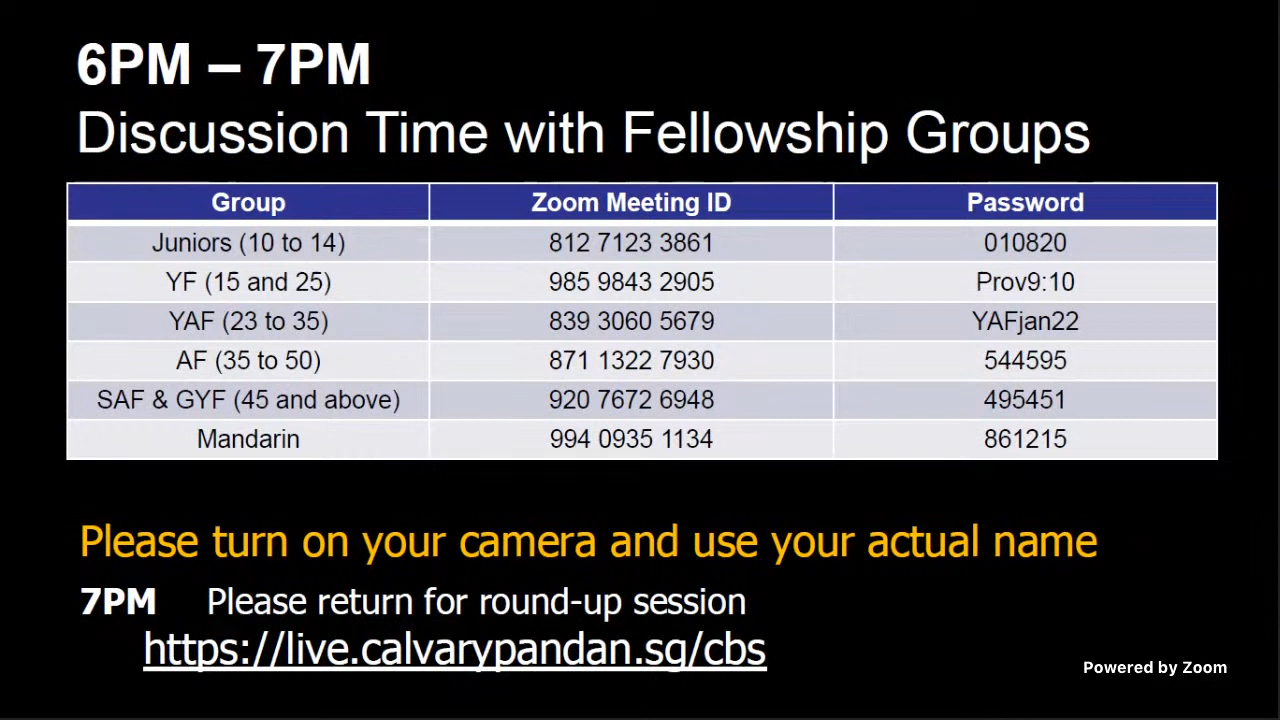 6PM – 7PM
Discussion Time with Fellowship Groups
Group Zoom Meeting ID Password
Juniors (10 to 14) 812 7123 3861 010820
YF (15 and 25) 985 9843 2905 Prov9:10
YAF (23 to 35) 839 3060 5679 YAFjan22
AF (35 to 50) 871 1322 7930 544595
SAF & GYF (45 and above) 920 7672 6948 495451
Mandarin 994 0935 1134 861215
Please turn on your camera and use your actual name
7PM Please return for round-up session
https://live.calvarypandan.sg/cbs
Powered by Zoom